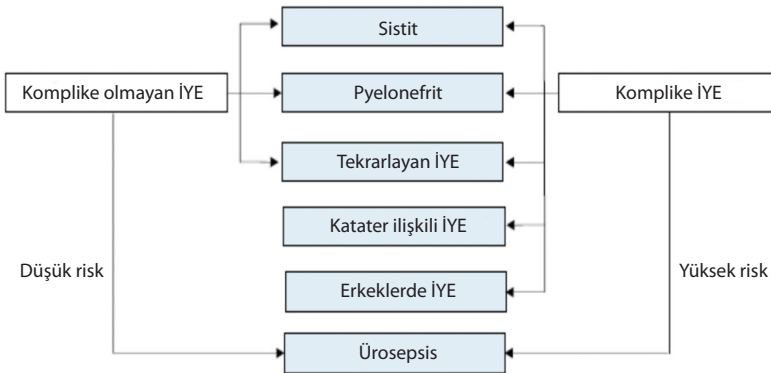 Sistit
Komplike olmayan İYE
Pyelonefrit
Komplike İYE
Tekrarlayan İYE
Katater ilişkili İYE
Düşük risk
Yüksek risk
Erkeklerde İYE
Ürosepsis